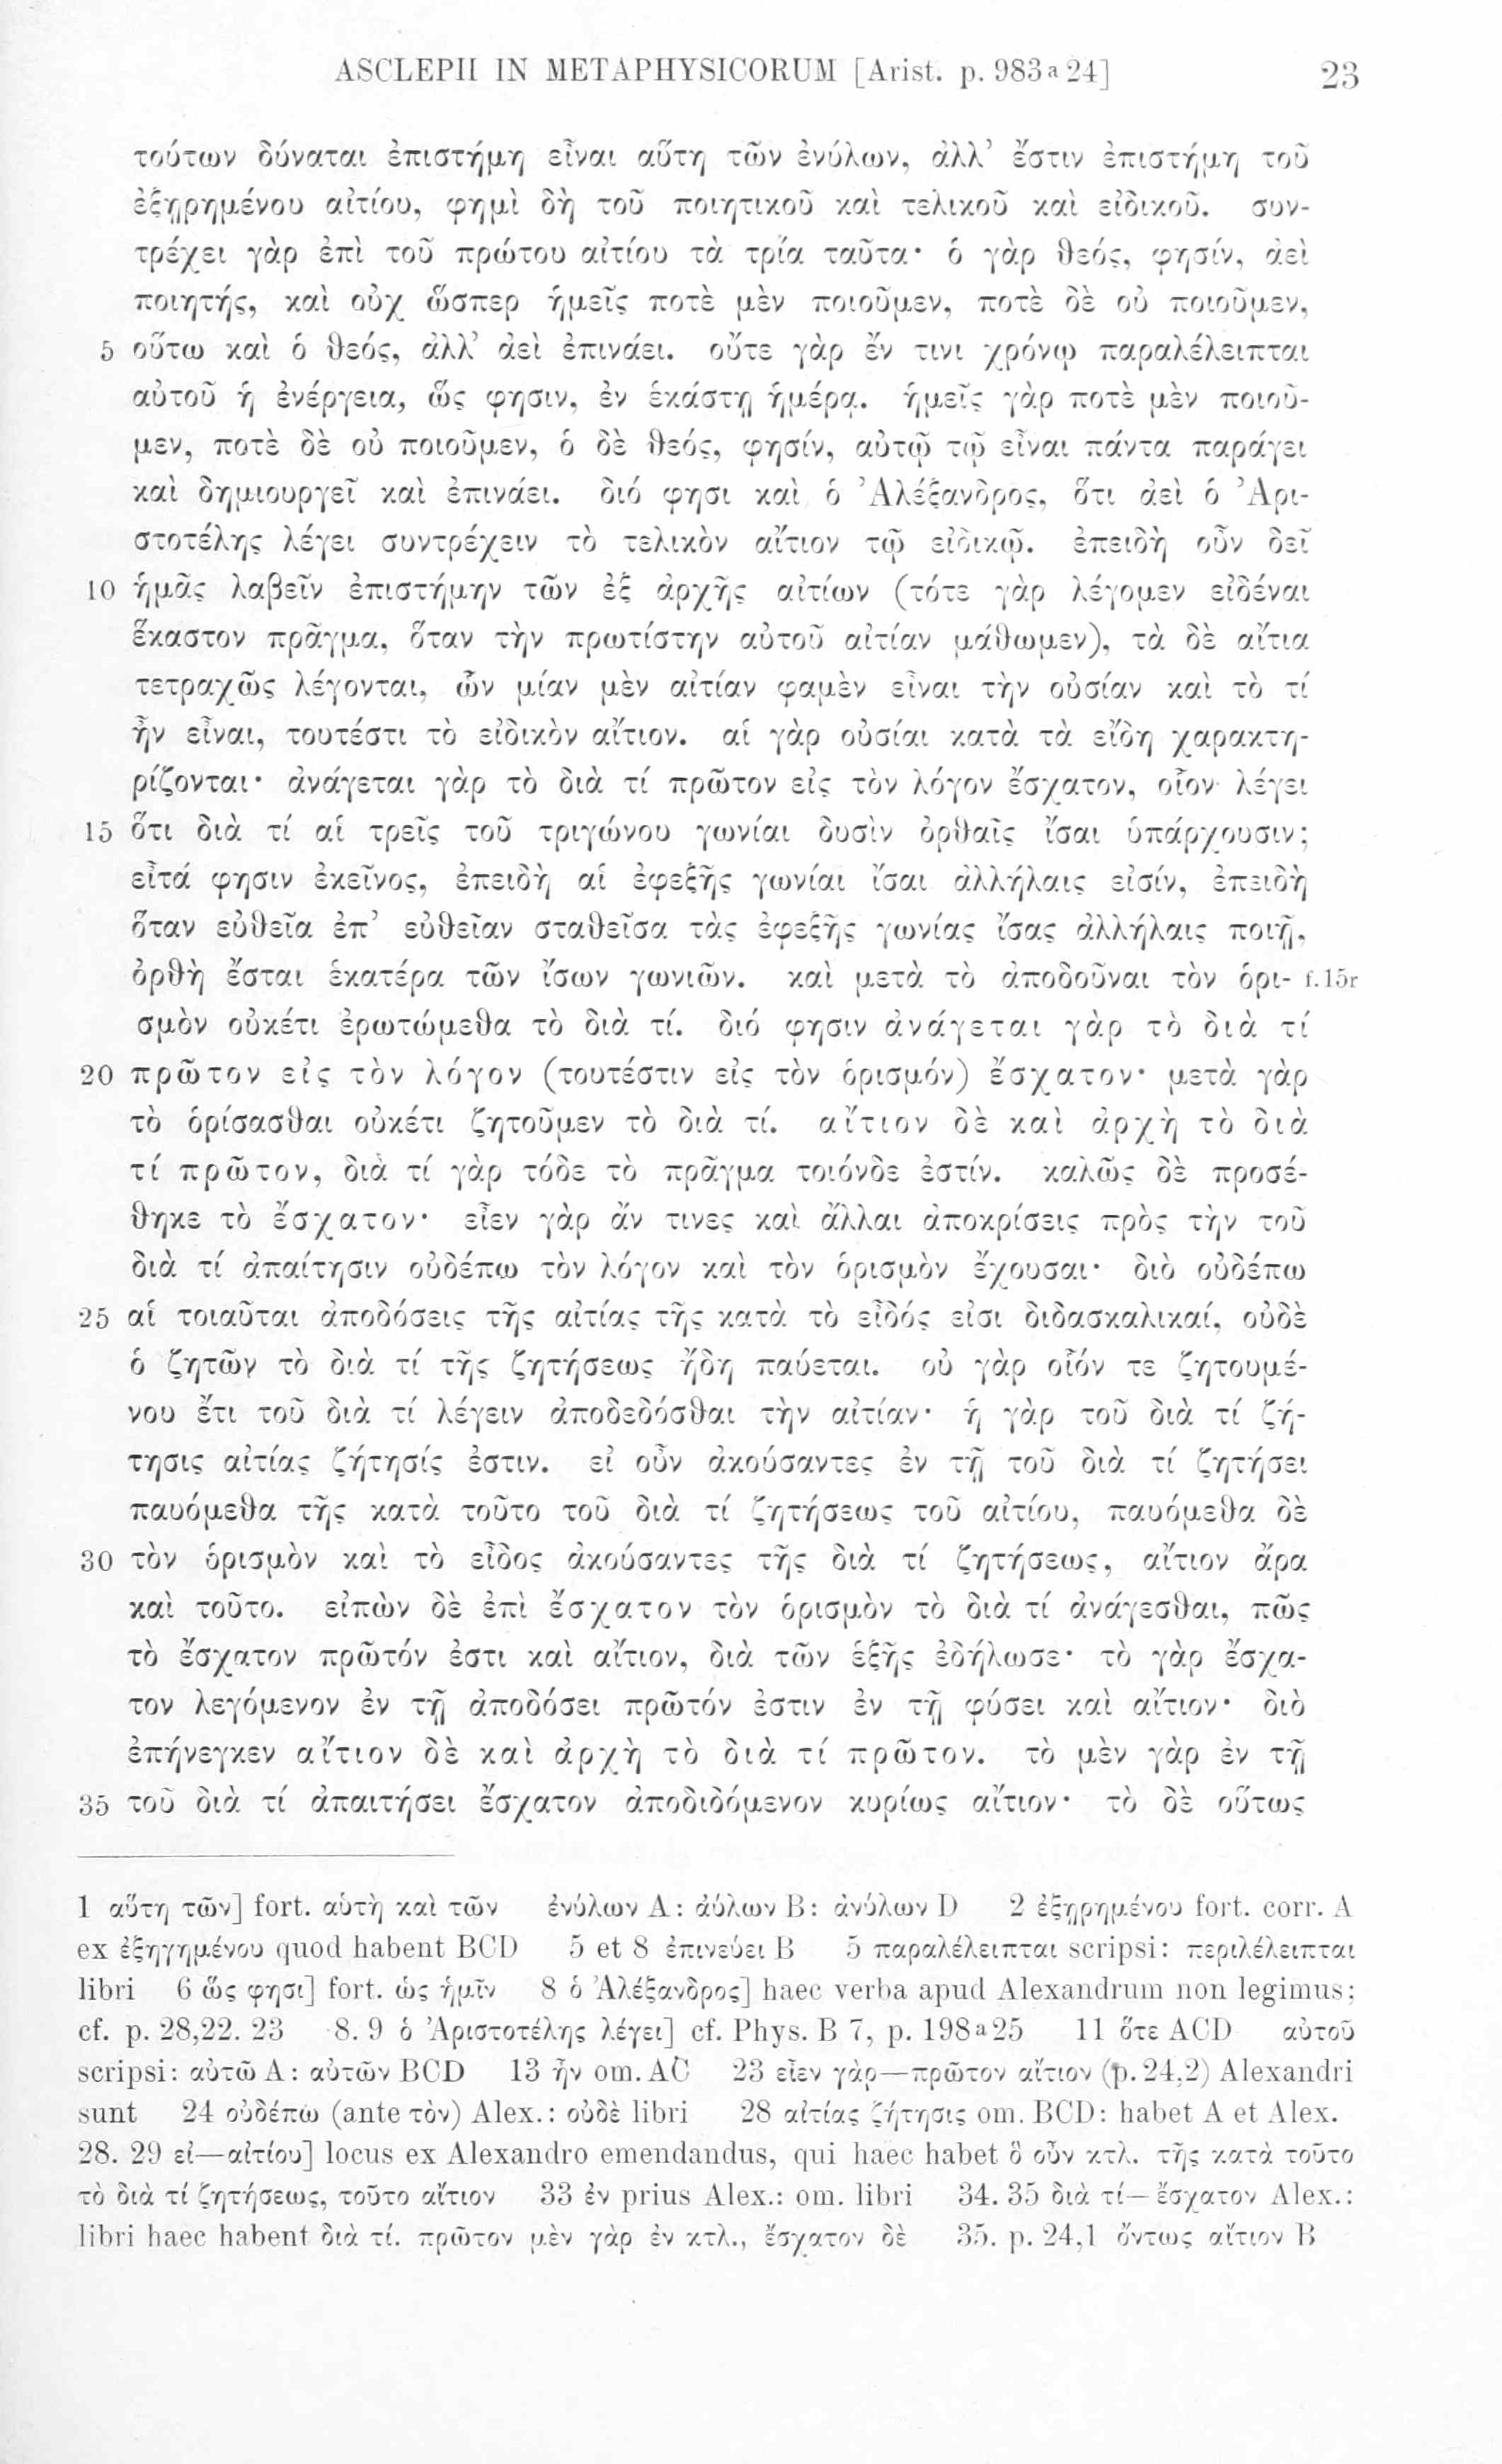 ASCLEPII IN METAPHYSICORUM [Arist. p. 983a24] 23
τούτων δύναται ἐπιστήμη εἶναι αὕτη τῶν ἐνύλων, ἀλλ’ ἔστιν ἐπιστήμη τοῦ
ἐξῃρημένου αἰτίου, φημὶ δὴ τοῦ ποιητικοῦ καὶ τελικοῦ καὶ εἰδικοῦ. συν-
τρέχει γὰρ ἐπὶ τοῦ πρώτου αἰτίου τὰ τρία ταῦτα· ὁ γὰρ θεός, φησίν, ἀεὶ
ποιητής, καὶ οὐχ ὥσπερ ἡμεῖς ποτὲ μὲν ποιοῦμεν, ποτὲ δὲ οὐ ποιοῦμεν,
5 οὕτω καὶ ὁ θεός, ἀλλ’ ἀεὶ ἐπινάει. οὔτε γὰρ ἔν τινι χρόνῳ παραλέλειπται
αὐτοῦ ἡ ἐνέργεια, ὥς φησιν, ἐν ἑκάστῃ ἡμέρᾳ. ἡμεῖς γὰρ ποτὲ μὲν ποιοῦ-
μεν, ποτὲ δὲ οὐ ποιοῦμεν, ὁ δὲ θεός, φησίν, αὐτῷ τῷ εἶναι πάντα παράγει
καὶ δημιουργεῖ καὶ ἐπινάει. διό φησι καὶ ὁ Ἀλέξανδρος, ὅτι ἀεὶ ὁ Ἀρι-
στοτέλης λέγει συντρέχειν τὸ τελικὸν αἴτιον τῷ εἰδικῷ. ἐπειδὴ οὖν δεῖ
10 ἡμᾶς λαβεῖν ἐπιστήμην τῶν ἐξ ἀρχῆς αἰτίων (τότε γὰρ λέγομεν εἰδέναι
ἕκαστον πρᾶγμα, ὅταν τὴν πρωτίστην αὐτοῦ αἰτίαν μάθωμεν), τὰ δὲ αἴτια
τετραχῶς λέγονται, ὧν μίαν μὲν αἰτίαν φαμὲν εἶναι τὴν οὐσίαν καὶ τὸ τί
ἦν εἶναι, τουτέστι τὸ εἰδικὸν αἴτιον. αἱ γὰρ οὐσίαι κατὰ τὰ εἴδη χαρακτη-
ρίζονται· ἀνάγεται γὰρ τὸ διὰ τί πρῶτον εἰς τὸν λόγον ἔσχατον, οἷον λέγει
15 ὅτι διὰ τί αἱ τρεῖς τοῦ τριγώνου γωνίαι δυσὶν ὀρθαῖς ἴσαι ὑπάρχουσιν;
εἶτά φησιν ἐκεῖνος, ἐπειδὴ αἱ ἐφεξῆς γωνίαι ἴσαι ἀλλήλαις εἰσίν, ἐπειδὴ
ὅταν εὐθεῖα ἐπ’ εὐθεῖαν σταθεῖσα τὰς ἐφεξῆς γωνίας ἴσας ἀλλήλαις ποιῇ,
ὀρθὴ ἔσται ἑκατέρα τῶν ἴσων γωνιῶν. καὶ μετὰ τὸ ἀποδοῦναι τὸν ὁρι- f.15r
σμὸν οὐκέτι ἐρωτώμεθα τὸ διὰ τί. διό φησιν ἀνάγεται γὰρ τὸ διὰ τί
20 πρῶτον εἰς τὸν λόγον (τουτέστιν εἰς τὸν ὁρισμόν) ἔσχατον· μετὰ γὰρ
τὸ ὁρίσασθαι οὐκέτι ζητοῦμεν τὸ διὰ τί. αἴτιον δὲ καὶ ἀρχὴ τὸ διὰ
τί πρῶτον, διὰ τί γὰρ τόδε τὸ πρᾶγμα τοιόνδε ἐστίν. καλῶς δὲ προσέ-
θηκε τὸ ἔσχατον· εἶεν γὰρ ἄν τινες καὶ ἄλλαι ἀποκρίσεις πρὸς τὴν τοῦ
διὰ τί ἀπαίτησιν οὐδέπω τὸν λόγον καὶ τὸν ὁρισμὸν ἔχουσαι· διὸ οὐδέπω
25 αἱ τοιαῦται ἀποδόσεις τῆς αἰτίας τῆς κατὰ τὸ εἶδός εἰσι διδασκαλικαί, οὐδὲ
ὁ ζητῶν τὸ διὰ τί τῆς ζητήσεως ἤδη παύεται. οὐ γὰρ οἷόν τε ζητουμέ-
νου ἔτι τοῦ διὰ τί λέγειν ἀποδεδόσθαι τὴν αἰτίαν· ἡ γὰρ τοῦ διὰ τί ζή-
τησις αἰτίας ζήτησίς ἐστιν. εἰ οὖν ἀκούσαντες ἐν τῇ τοῦ διὰ τί ζητήσει
παυόμεθα τῆς κατὰ τοῦτο τοῦ διὰ τί ζητήσεως τοῦ αἰτίου, παυόμεθα δὲ
30 τὸν ὁρισμὸν καὶ τὸ εἶδος ἀκούσαντες τῆς διὰ τί ζητήσεως, αἴτιον ἄρα
καὶ τοῦτο. εἰπὼν δὲ ἐπὶ ἔσχατον τὸν ὁρισμὸν τὸ διὰ τί ἀνάγεσθαι, πῶς
τὸ ἔσχατον πρῶτόν ἐστι καὶ αἴτιον, διὰ τῶν ἑξῆς ἐδήλωσε· τὸ γὰρ ἔσχα-
τον λεγόμενον ἐν τῇ ἀποδόσει πρῶτόν ἐστιν ἐν τῇ φύσει καὶ αἴτιον· διὸ
ἐπήνεγκεν αἴτιον δὲ καὶ ἀρχὴ τὸ διὰ τί πρῶτον. τὸ μὲν γὰρ ἐν τῇ
35 τοῦ διὰ τί ἀπαιτήσει ἔσχατον ἀποδιδόμενον κυρίως αἴτιον· τὸ δὲ οὕτως
1 αὕτη τῶν] fort. αὐτὴ καὶ τῶν ἐνύλων A: ἀύλων B: ἀνύλων D 2 ἐξῃρημένου fort. corr. A
ex ἐξηγημένου quod habent BCD 5 et 8 ἐπινεύει B 5 παραλέλειπται scripsi: περιλέλειπται
libri 6 ὥς φησι] fort. ὡς ἡμῖν 8 ὁ Ἀλέξανδρος] haec verba apud Alexandrum non legimus;
cf. p. 28,22. 23 8. 9 ὁ Ἀριστοτέλης λέγει] cf. Phys. B 7, p. 198a25 11 ὅτε ACD αὐτοῦ
scripsi: αὐτῶ A: αὐτῶν BCD 13 ἦν om. AC 23 εἶεν γὰρ—πρῶτον αἴτιον (p. 24,2) Alexandri
sunt 24 οὐδέπω (ante τὸν) Alex.: οὐδὲ libri 28 αἰτίας ζήτησις om. BCD: habet A et Alex.
28. 29 εἰ—αἰτίου] locus ex Alexandro emendandus, qui haec habet ὃ οὖν κτλ. τῆς κατὰ τοῦτο
τὸ διὰ τί ζητήσεως, τοῦτο αἴτιον 33 ἐν prius Alex.: om. libri 34. 35 διὰ τί—ἔσχατον Alex.:
libri haec habent διὰ τί. πρῶτον μὲν γὰρ ἐν κτλ., ἔσχατον δὲ 35. p. 24,1 ὄντως αἴτιον B